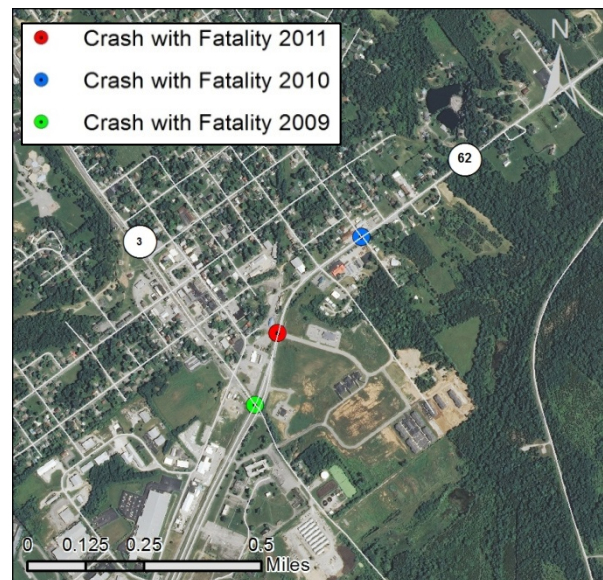 Crash with Fatality 2011
Crash with Fatality 2010
Crash with Fatality 2009
N
62
3
0 0.125 0.25 0.5
Miles